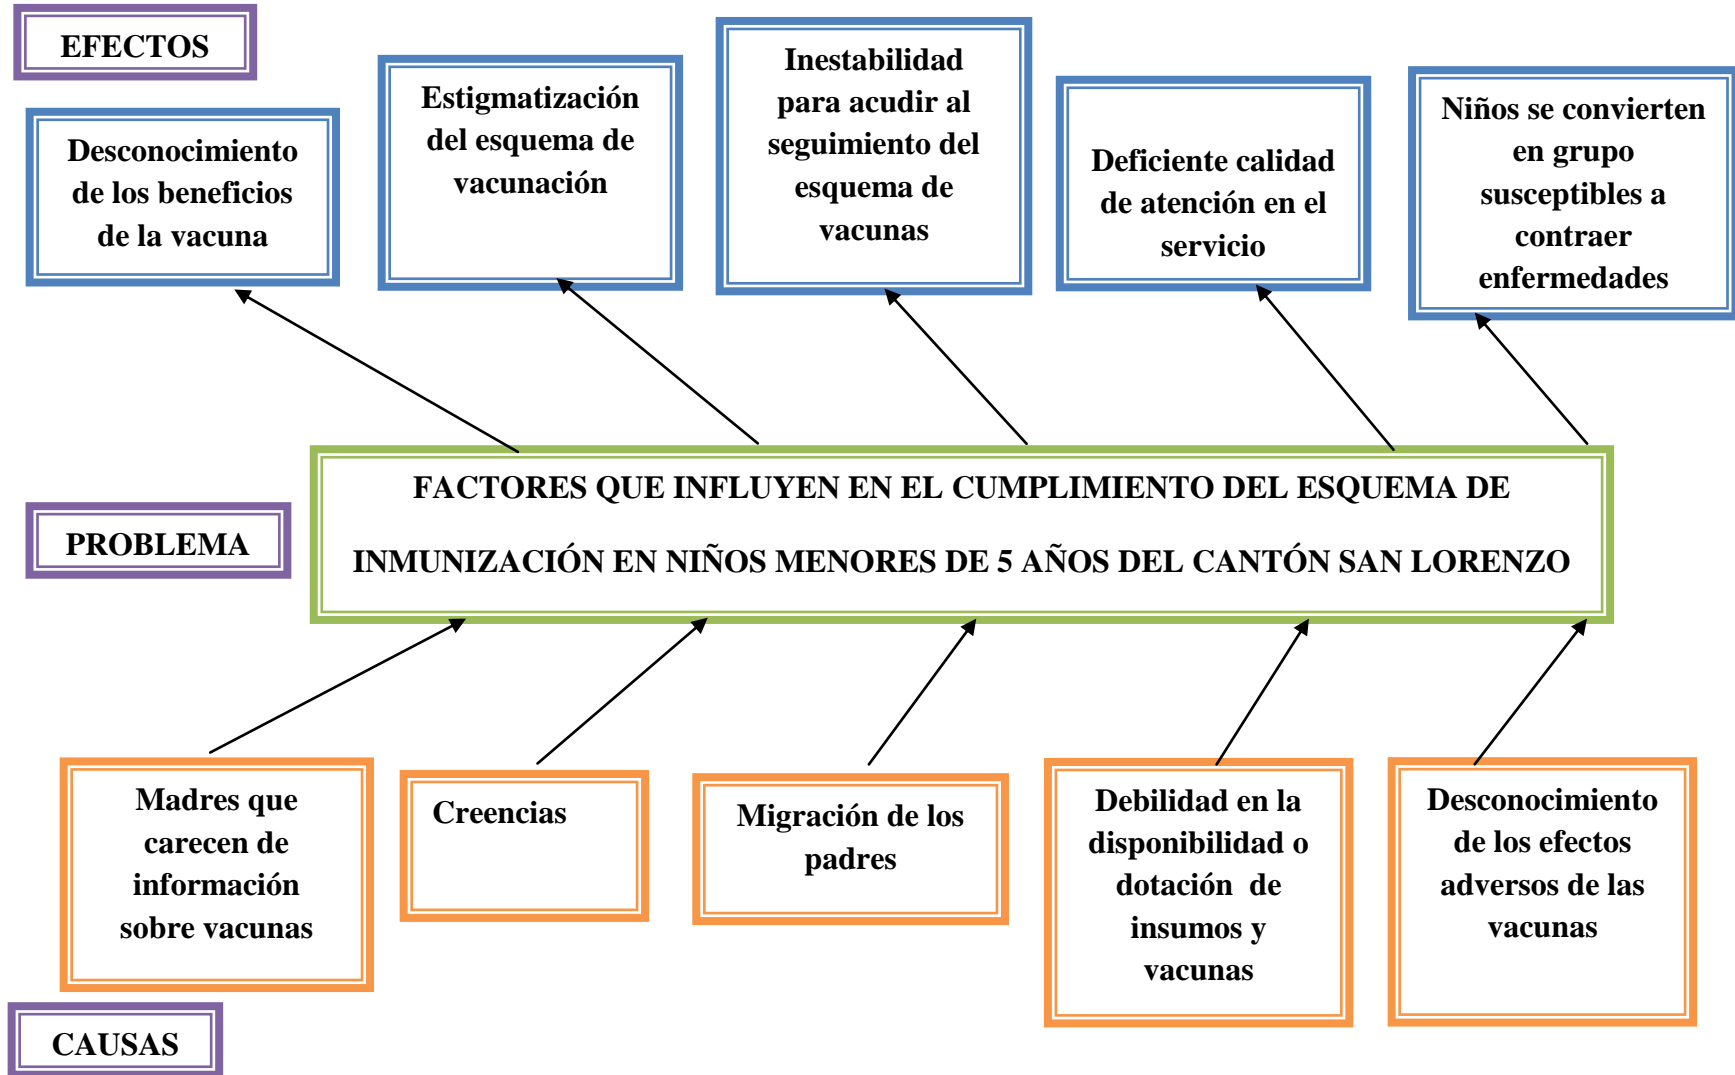 EFECTOS
Desconocimiento
de los beneficios
de la vacuna
Estigmatización
del esquema de
vacunación
Inestabilidad
para acudir al
seguimiento del
esquema de
vacunas
Deficiente calidad
de atención en el
servicio
Niños se convierten
en grupo
susceptibles a
contraer
enfermedades
PROBLEMA
FACTORES QUE INFLUYEN EN EL CUMPLIMIENTO DEL ESQUEMA DE
INMUNIZACIÓN EN NIÑOS MENORES DE 5 AÑOS DEL CANTÓN SAN LORENZO
Madres que
carecen de
información
sobre vacunas
Creencias
Migración de los
padres
Debilidad en la
disponibilidad o
dotación de
insumos y
vacunas
Desconocimiento
de los efectos
adversos de las
vacunas
CAUSAS